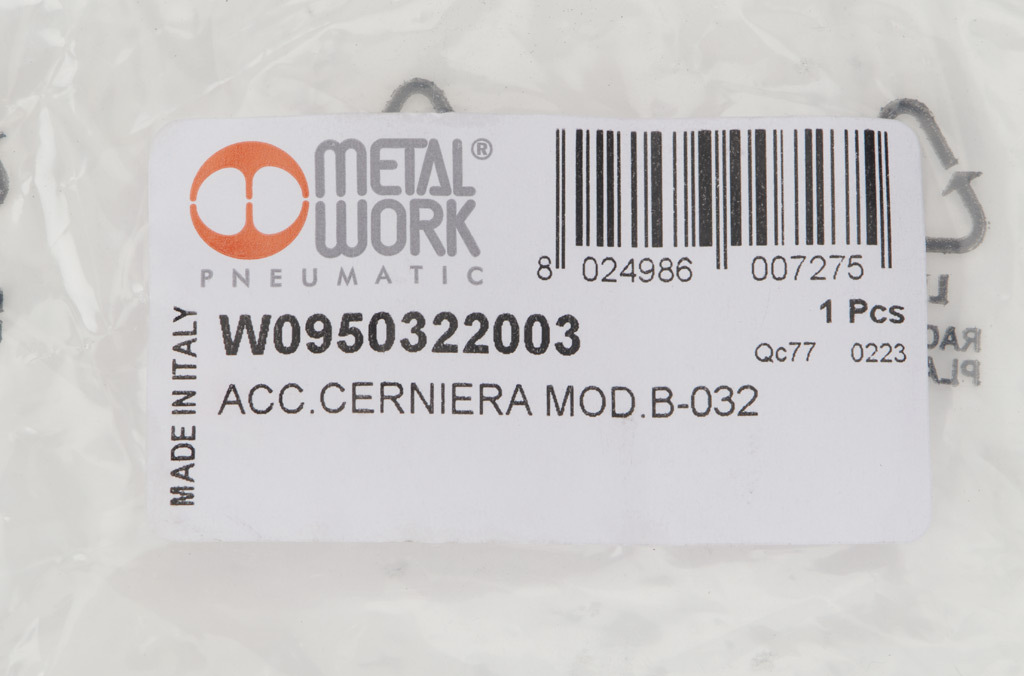 METAL®
WORK
PNEUMATIC
8 024986 007275
1 Pcs
W0950322003
Qc77 0223
ACC.CERNIERA MOD.B-032
MADE IN ITALY